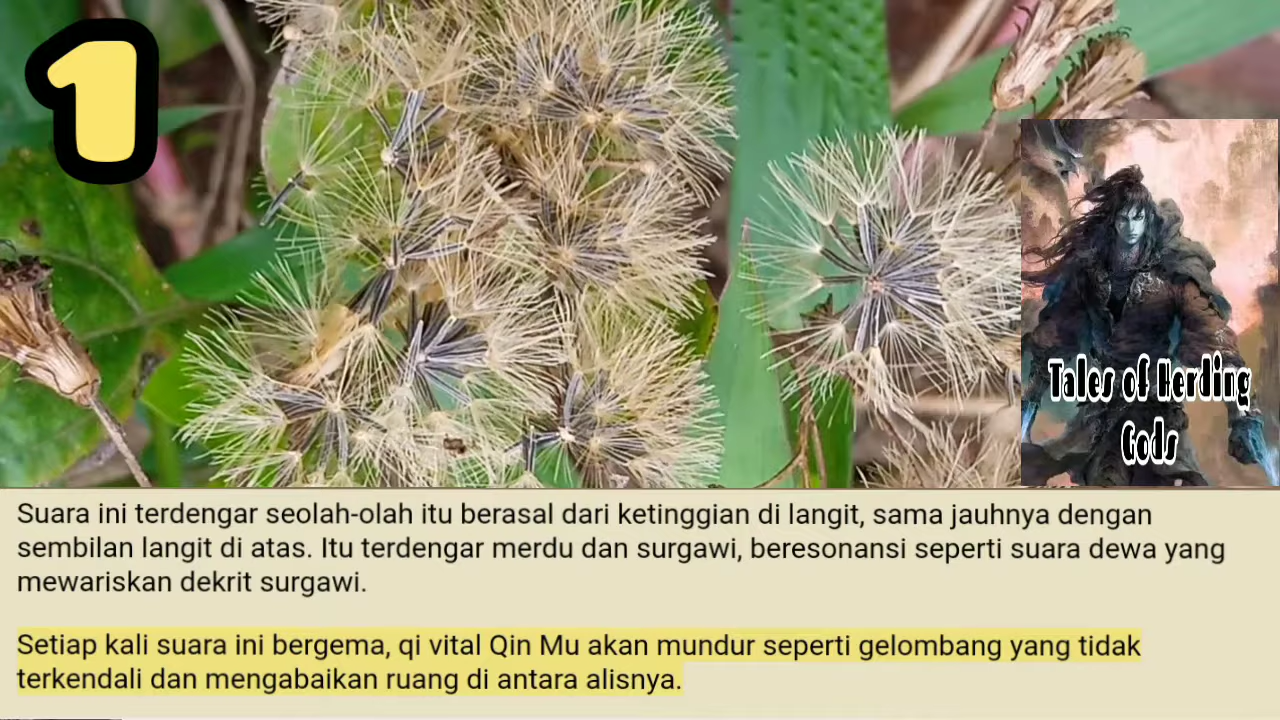 1
Tales of Herding
Gods
Suara ini terdengar seolah-olah itu berasal dari ketinggian di langit, sama jauhnya dengan
sembilan langit di atas. Itu terdengar merdu dan surgawi, beresonansi seperti suara dewa yang
mewariskan dekrit surgawi.
Setiap kali suara ini bergema, qi vital Qin Mu akan mundur seperti gelombang yang tidak
terkendali dan mengabaikan ruang di antara alisnya.